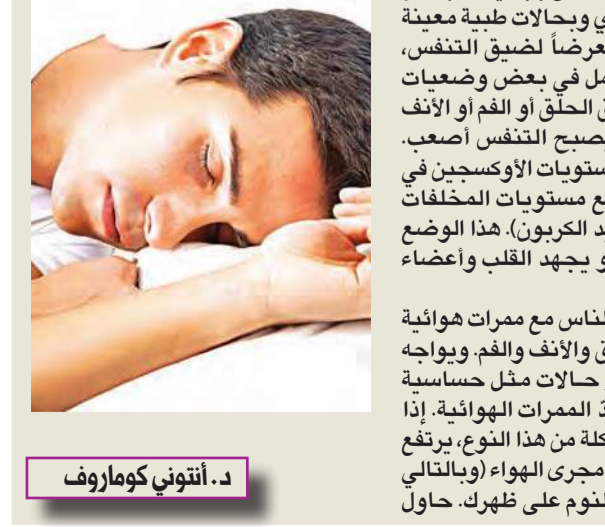 ي وبحالات طبية معينة
عرضاً لضيق التنفس،
مل في بعض وضعيات
الحلق أو الفم أو الأنف
يصبح التنفس أصعب.
ستويات الأوكسجين في
ع مستويات المخلفات
د الكربون). هذا الوضع
و يجهد القلب وأعضاء
لناس مع ممرات هوائية
ق والأنف والفم. ويواجه
حالات مثل حساسية
الممرات الهوائية. إذا
كلة من هذا النوع، يرتفع
مجرى الهواء (وبالتالي
لنوم على ظهرك. حاول
د. أنتوني كوماروف